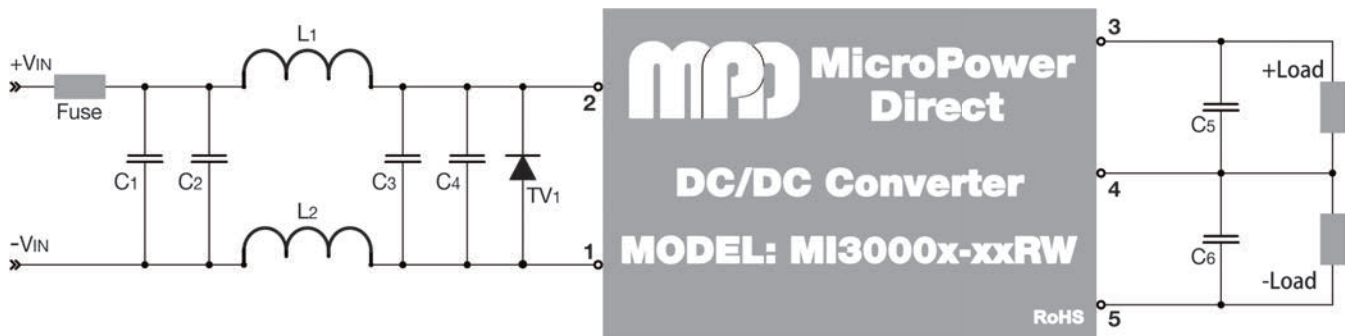 L1
+VIN
Fuse
C1
C2
C3
C4
TV1
L2
-VIN
2
1
MPD
MicroPower
Direct
DC/DC Converter
MODEL: MI3000x-xxRW
RoHS
3
+Load
C5
4
C6
-Load
5